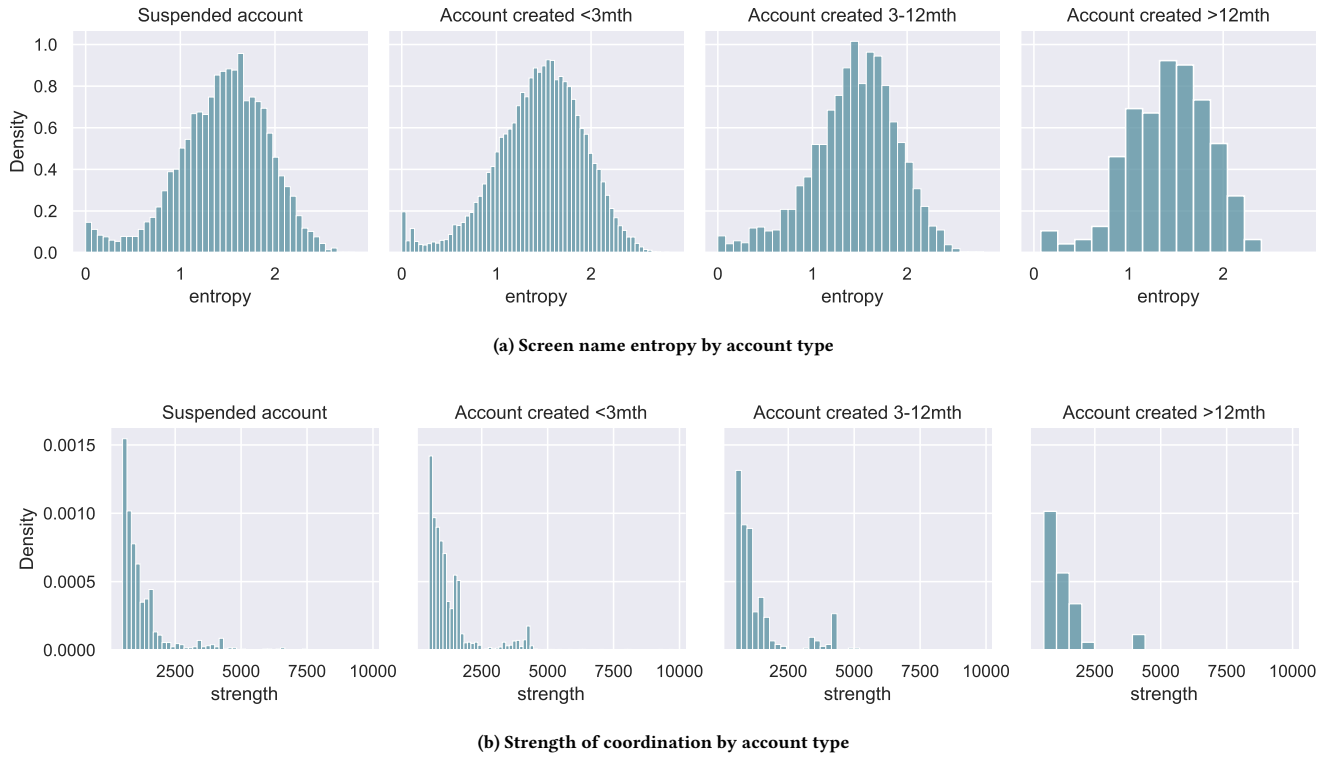 Suspended account
Account created <3mth
Account created 3-12mth
Account created >12mth
Density
1.0
0.8
0.6
0.4
0.2
0.0
0 1 2
0 1 2
0 1 2
0 1 2
entropy
entropy
entropy
entropy
(a) Screen name entropy by account type
Suspended account
Account created <3mth
Account created 3-12mth
Account created >12mth
Density
0.0015
0.0010
0.0005
0.0000
2500 5000 7500 10000
2500 5000 7500 10000
2500 5000 7500 10000
2500 5000 7500 10000
strength
strength
strength
strength
(b) Strength of coordination by account type